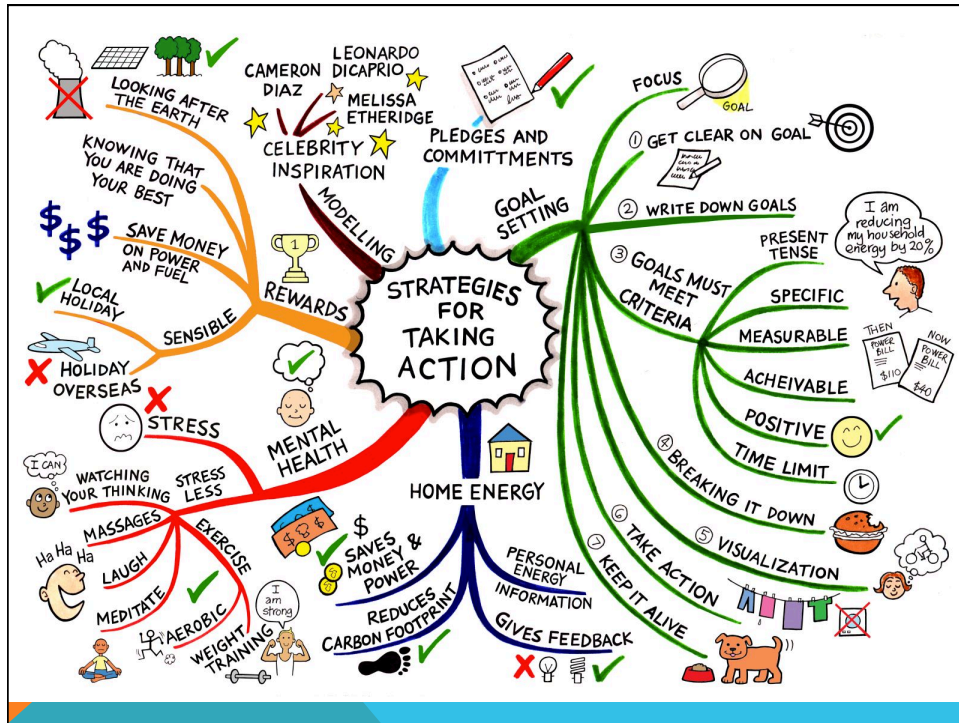 STRATEGIES
FOR
TAKING
ACTION
GOAL
SETTING
FOCUS
GOAL
① GET CLEAR ON GOAL
② WRITE DOWN GOALS
③ GOALS MUST
MEET
CRITERIA
PRESENT
TENSE
I am
reducing
my household
energy by 20%
SPECIFIC
MEASURABLE
THEN
POWER
BILL
$110
NOW
POWER
BILL
$40
ACHEIVABLE
POSITIVE
TIME LIMIT
④ BREAKING IT DOWN
⑤ VISUALIZATION
⑥ TAKE ACTION
⑦ KEEP IT ALIVE
HOME ENERGY
PERSONAL
ENERGY
INFORMATION
GIVES FEEDBACK
$
SAVES
MONEY &
POWER
REDUCES
CARBON FOOTPRINT
MENTAL
HEALTH
STRESS
STRESS
LESS
I CAN
WATCHING
YOUR THINKING
MASSAGES
Ha Ha Ha
LAUGH
MEDITATE
EXERCISE
AEROBIC
WEIGHT
TRAINING
I
am
strong
REWARDS
1
LOOKING AFTER
THE EARTH
KNOWING THAT
YOU ARE DOING
YOUR BEST
$ $ $
SAVE MONEY
ON POWER
AND FUEL
SENSIBLE
LOCAL
HOLIDAY
HOLIDAY
OVERSEAS
MODELLING
CELEBRITY
INSPIRATION
CAMERON
DIAZ
LEONARDO
DICAPRIO
MELISSA
ETHERIDGE
PLEDGES AND
COMMITTMENTS